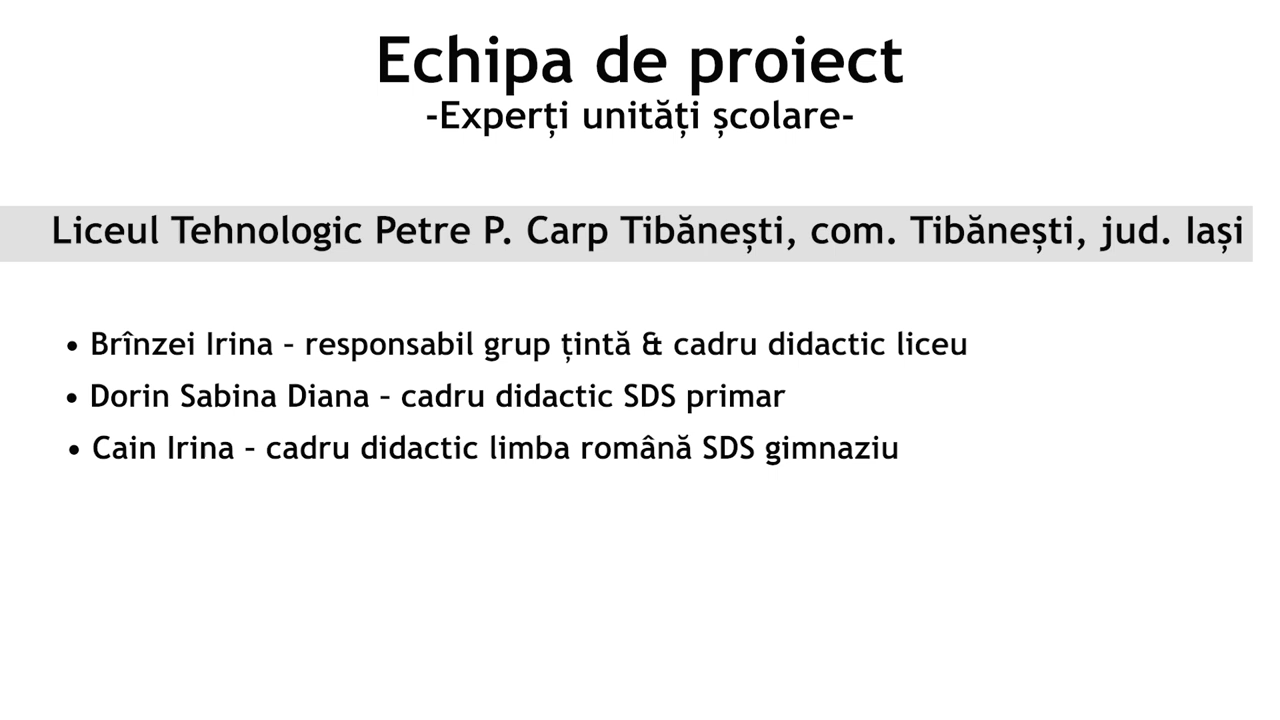 Echipa de proiect
-Experți unități școlare-
Liceul Tehnologic Petre P. Carp Tibănești, com. Tibănești, jud. Iași
• Brînzei Irina – responsabil grup țintă & cadru didactic liceu
• Dorin Sabina Diana – cadru didactic SDS primar
• Cain Irina – cadru didactic limba română SDS gimnaziu